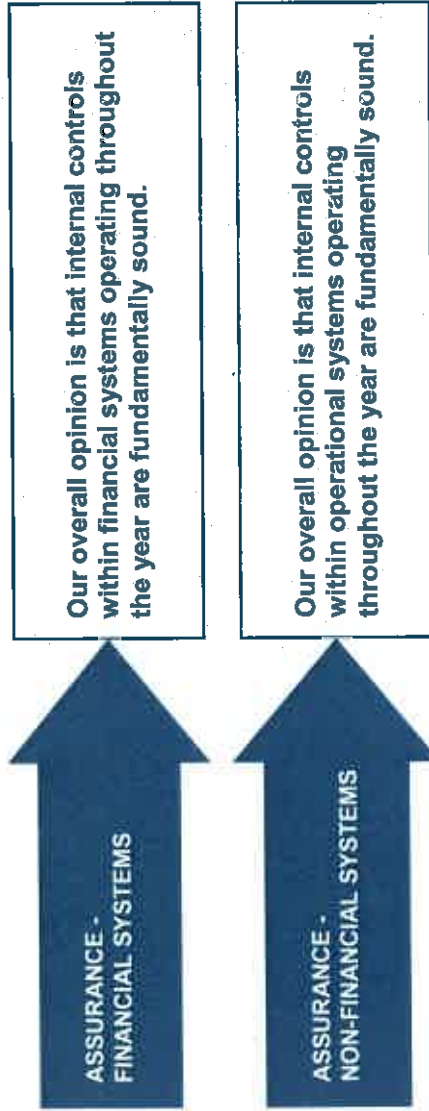 ASSURANCE -
FINANCIAL SYSTEMS
Our overall opinion is that internal controls
within financial systems operating throughout
the year are fundamentally sound.
ASSURANCE -
NON-FINANCIAL SYSTEMS
Our overall opinion is that internal controls
within operational systems operating
throughout the year are fundamentally sound.